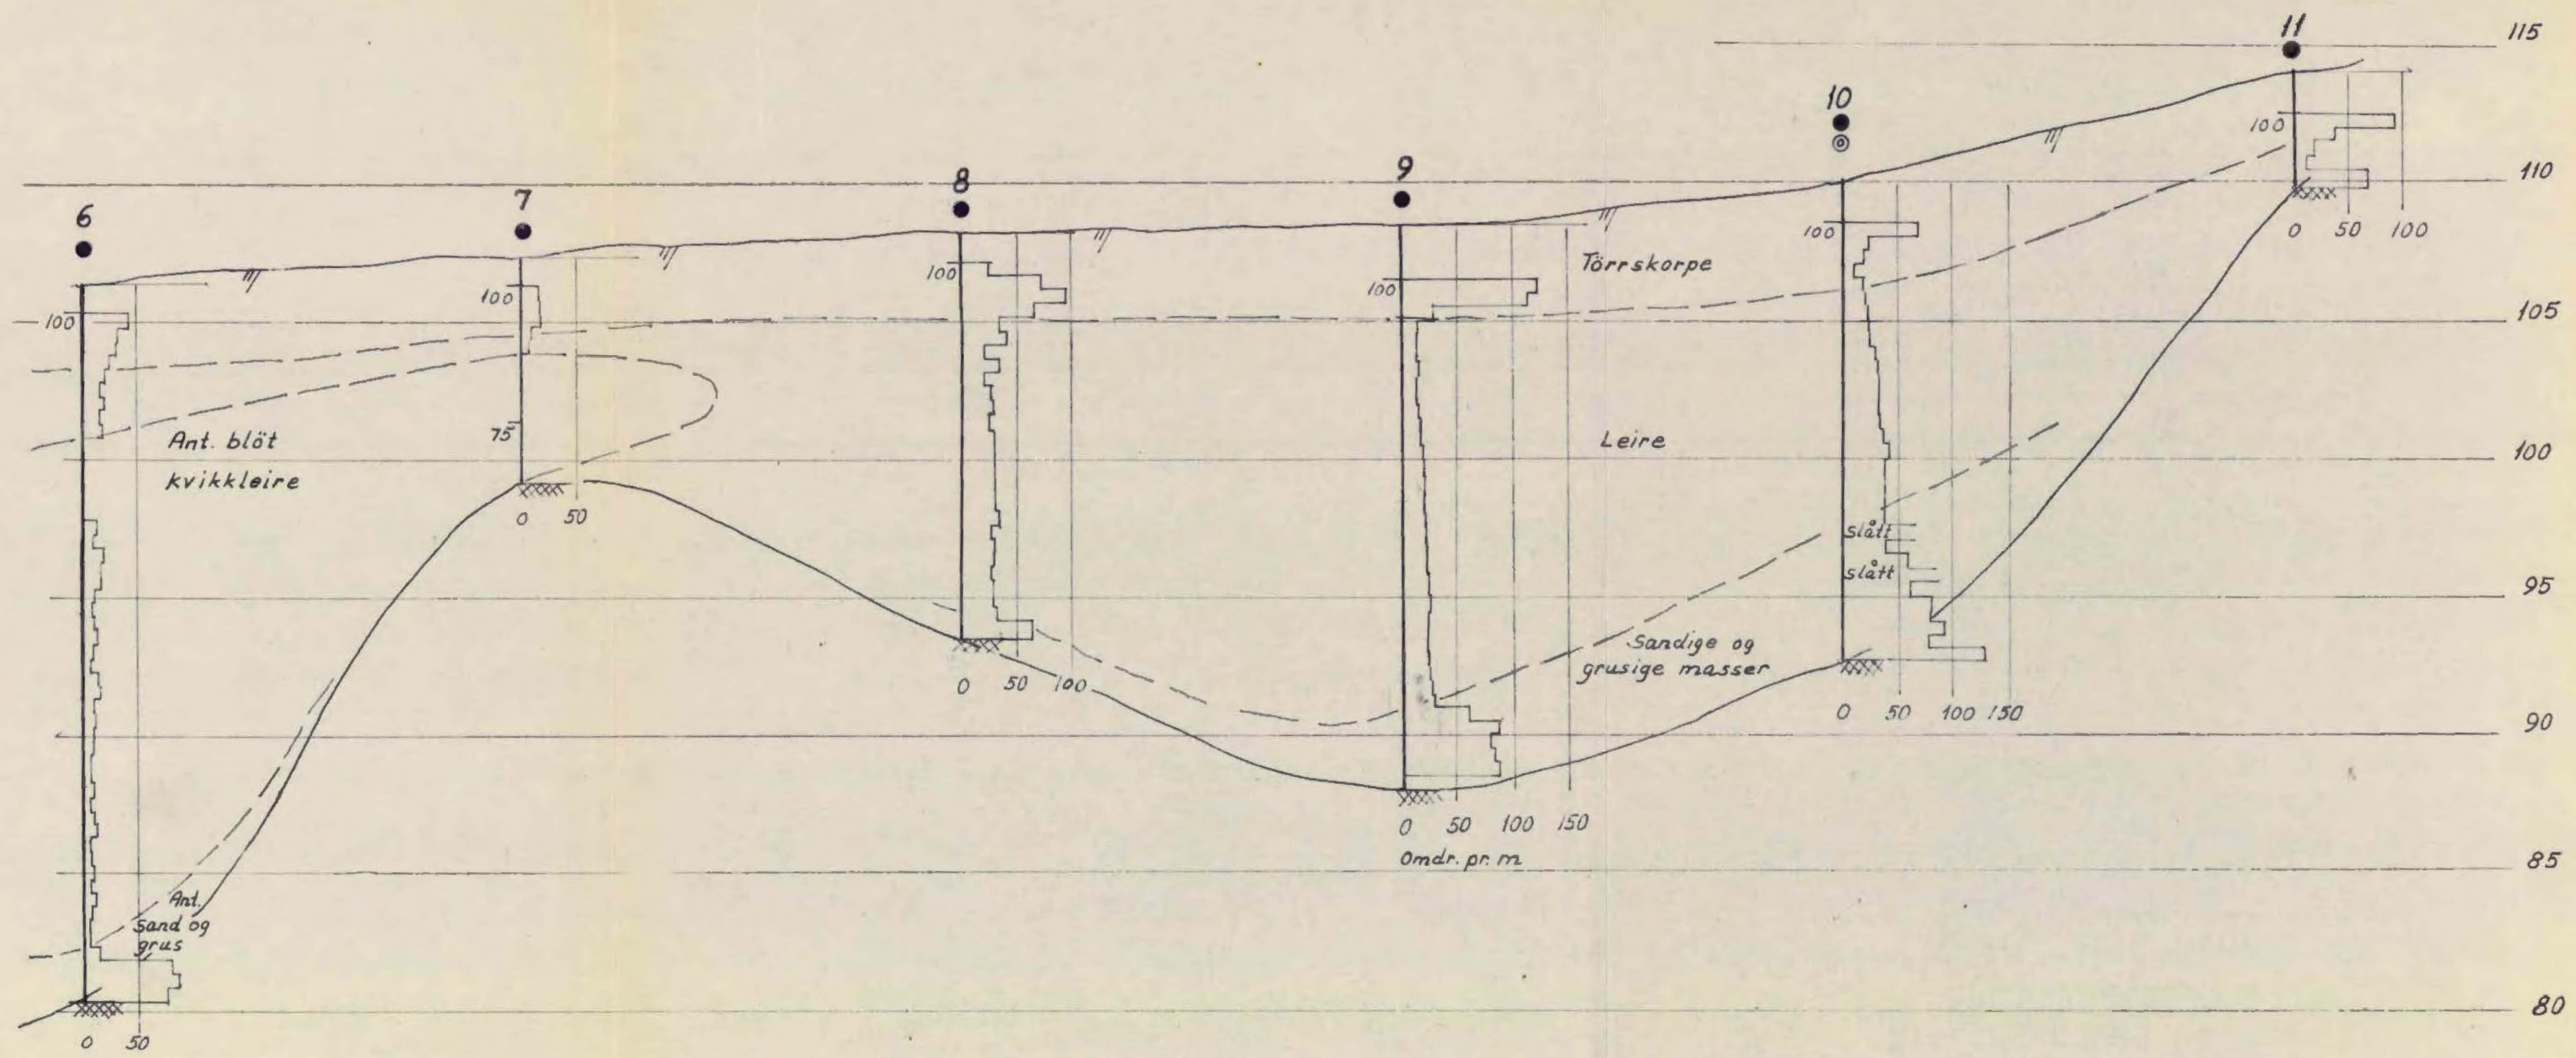 11
115
10
100
110
9
8
7
6
0 50 100
100
Törrskorpe
100
100
100
100
105
75
Ant. blöt
kvikkleire
Leire
100
0 50
slått
slått
95
Sandige og
grusige masser
0 50 100
0 50 100 150
90
0 50 100 150
Omdr. pr. m
85
Ant.
Sand og
grus
80
0 50